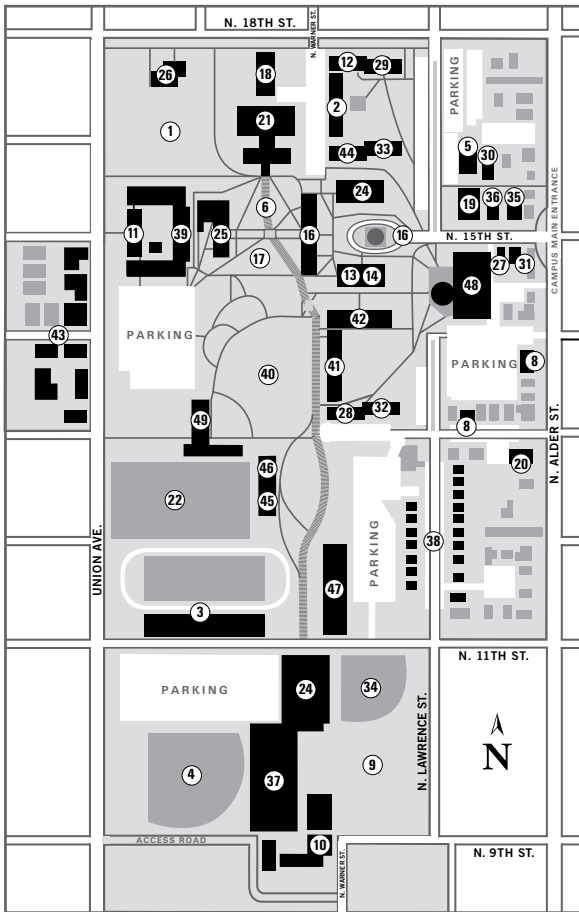 N. 18TH ST.
N. WARNER ST.
12
29
26
18
PARKING
2
21
1
5
44
33
30
24
19
36
35
6
11
39
25
16
16
N. 15TH ST.
CAMPUS MAIN ENTRANCE
17
13
14
27
31
48
43
PARKING
42
PARKING
8
40
41
28
32
8
49
N. ALDER ST.
46
20
22
45
PARKING
38
UNION AVE.
47
3
N. 11TH ST.
PARKING
24
34
N. LAWRENCE ST.
4
37
9
N
ACCESS ROAD
10
N. 9TH ST.
N. WARNER ST.